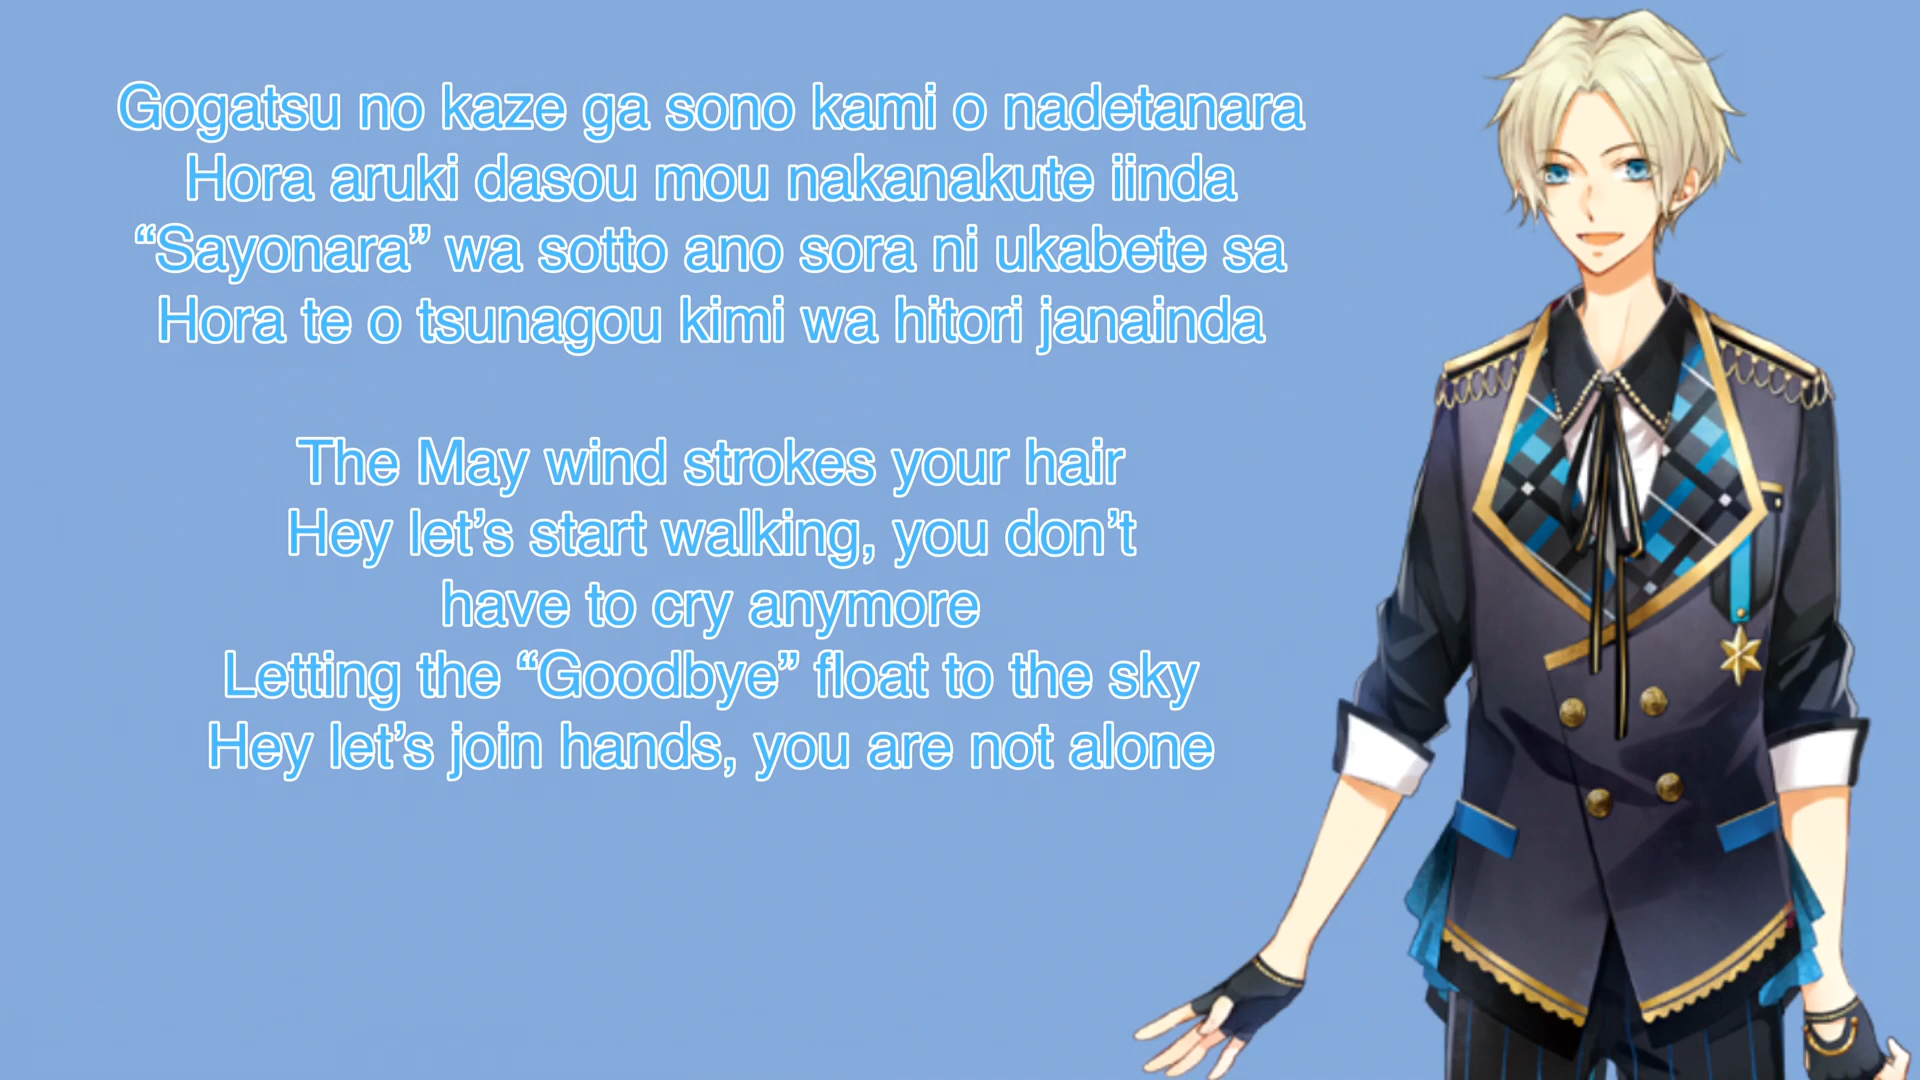 Gogatsu no kaze ga sono kami o nadetanara
Hora aruki dasou mou nakanakute iinda
“Sayonara” wa sotto ano sora ni ukabete sa
Hora te o tsunagou kimi wa hitori janainda
The May wind strokes your hair
Hey let’s start walking, you don’t
have to cry anymore
Letting the “Goodbye” float to the sky
Hey let’s join hands, you are not alone